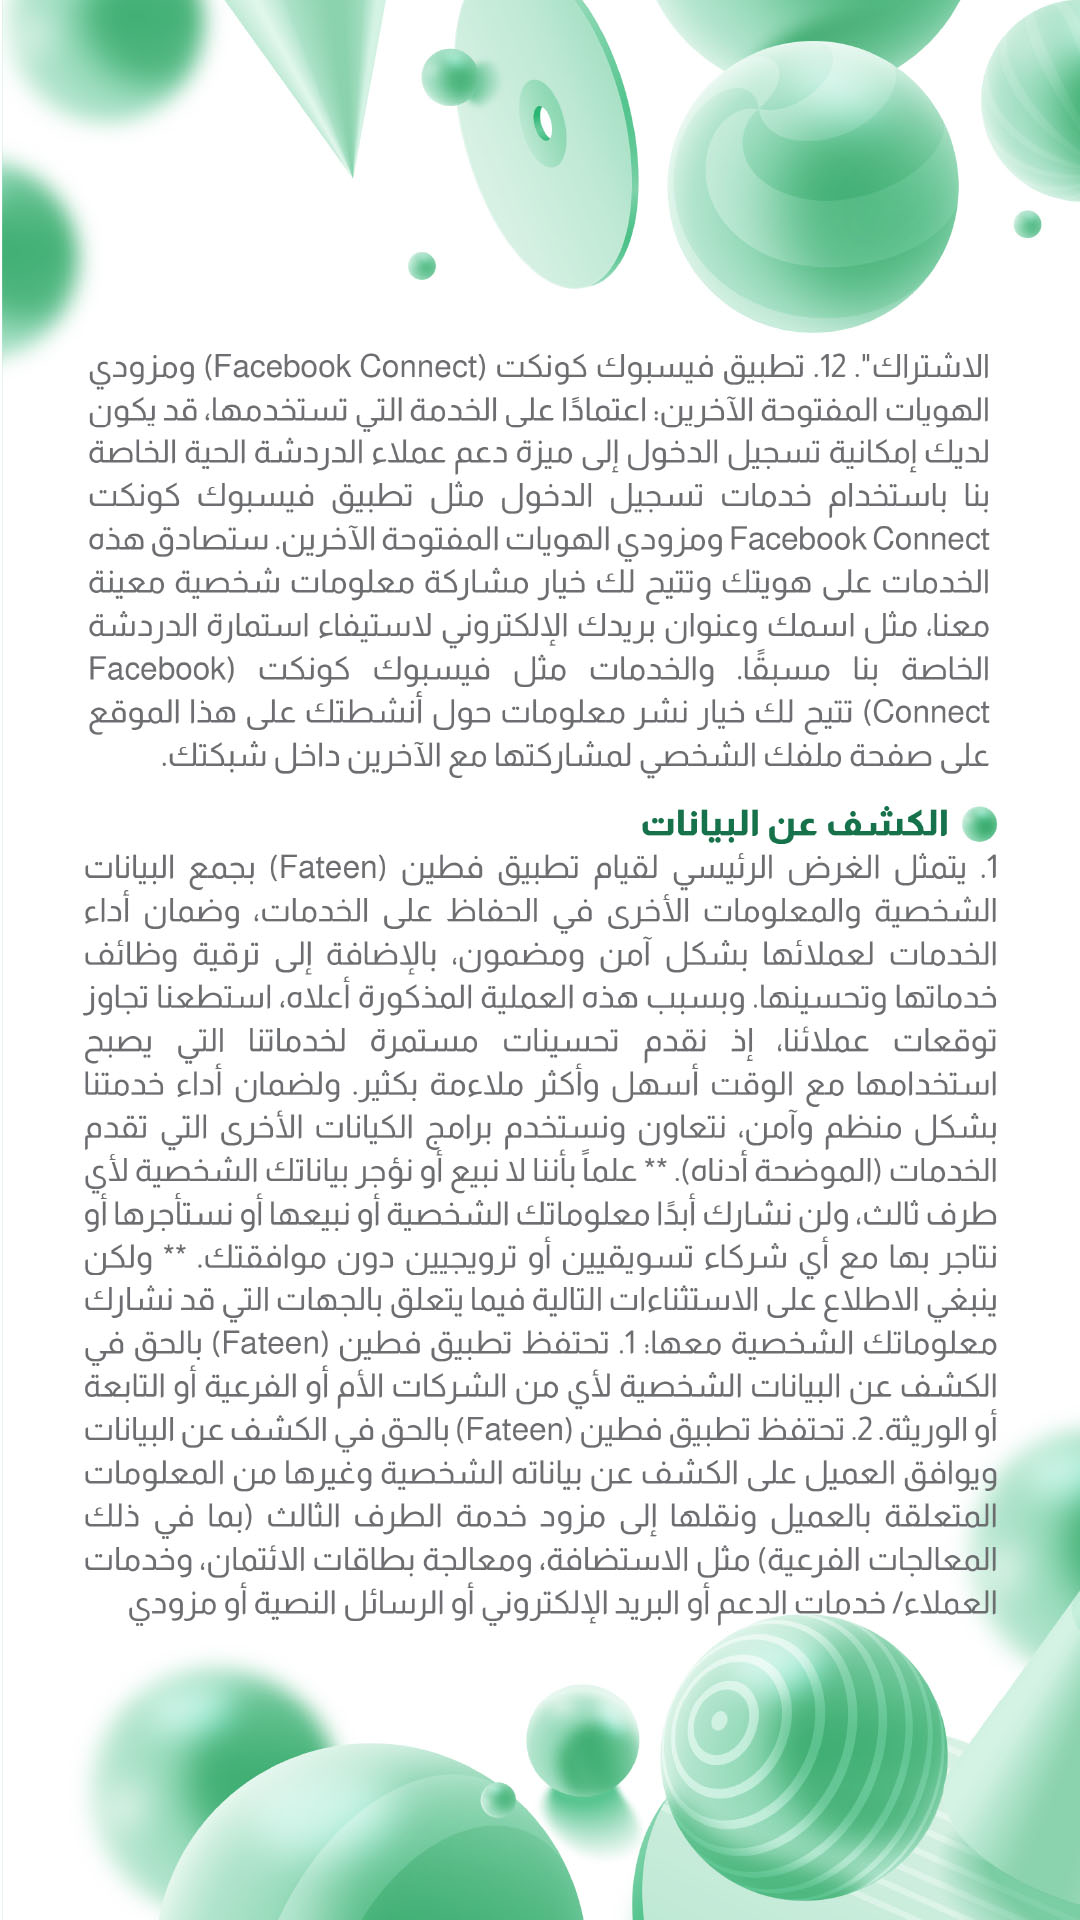 الاشتراك". 12. تطبيق فيسبوك كونكت (Facebook Connect) ومزودي
الهويات المفتوحة الآخرين: اعتمادًا على الخدمة التي تستخدمها، قد يكون
لديك إمكانية تسجيل الدخول إلى ميزة دعم عملاء الدردشة الحية الخاصة
بنا باستخدام خدمات تسجيل الدخول مثل تطبيق فيسبوك كونكت
Facebook Connect ومزودي الهويات المفتوحة الآخرين. ستصادق هذه
الخدمات على هويتك وتتيح لك خيار مشاركة معلومات شخصية معينة
معنا، مثل اسمك وعنوان بريدك الإلكتروني لاستيفاء استمارة الدردشة
الخاصة بنا مسبقًا. والخدمات مثل فيسبوك كونكت (Facebook
Connect) تتيح لك خيار نشر معلومات حول أنشطتك على هذا الموقع
على صفحة ملفك الشخصي لمشاركتها مع الآخرين داخل شبكتك.
الكشف عن البيانات
1. يتمثل الغرض الرئيسي لقيام تطبيق فطين (Fateen) بجمع البيانات
الشخصية والمعلومات الأخرى في الحفاظ على الخدمات، وضمان أداء
الخدمات لعملائها بشكل آمن ومضمون، بالإضافة إلى ترقية وظائف
خدماتها وتحسينها. وبسبب هذه العملية المذكورة أعلاه، استطعنا تجاوز
توقعات عملائنا، إذ نقدم تحسينات مستمرة لخدماتنا التي يصبح
استخدامها مع الوقت أسهل وأكثر ملاءمة بكثير. ولضمان أداء خدمتنا
بشكل منظم وآمن، نتعاون ونستخدم برامج الكيانات الأخرى التي تقدم
الخدمات (الموضحة أدناه). ** علماً بأننا لا نبيع أو نؤجر بياناتك الشخصية لأي
طرف ثالث، ولن نشارك أبدًا معلوماتك الشخصية أو نبيعها أو نستأجرها أو
نتاجر بها مع أي شركاء تسويقيين أو ترويجيين دون موافقتك. ** ولكن
ينبغي الاطلاع على الاستثناءات التالية فيما يتعلق بالجهات التي قد نشارك
معلوماتك الشخصية معها: 1. تحتفظ تطبيق فطين (Fateen) بالحق في
الكشف عن البيانات الشخصية لأي من الشركات الأم أو الفرعية أو التابعة
أو الوريثة. 2. تحتفظ تطبيق فطين (Fateen) بالحق في الكشف عن البيانات
ويوافق العميل على الكشف عن بياناته الشخصية وغيرها من المعلومات
المتعلقة بالعميل ونقلها إلى مزود خدمة الطرف الثالث (بما في ذلك
المعالجات الفرعية) مثل الاستضافة، ومعالجة بطاقات الائتمان، وخدمات
العملاء/ خدمات الدعم أو البريد الإلكتروني أو الرسائل النصية أو مزودي